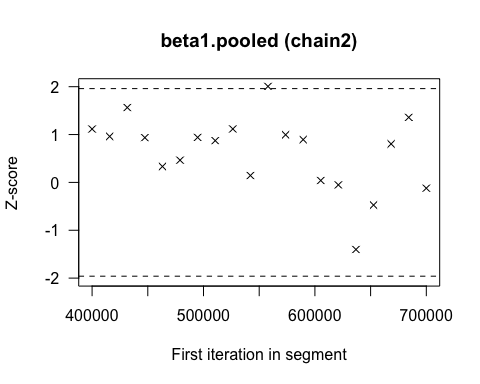 beta1.pooled (chain2)
Z-score
2
1
0
-1
-2
400000 500000 600000 700000
First iteration in segment